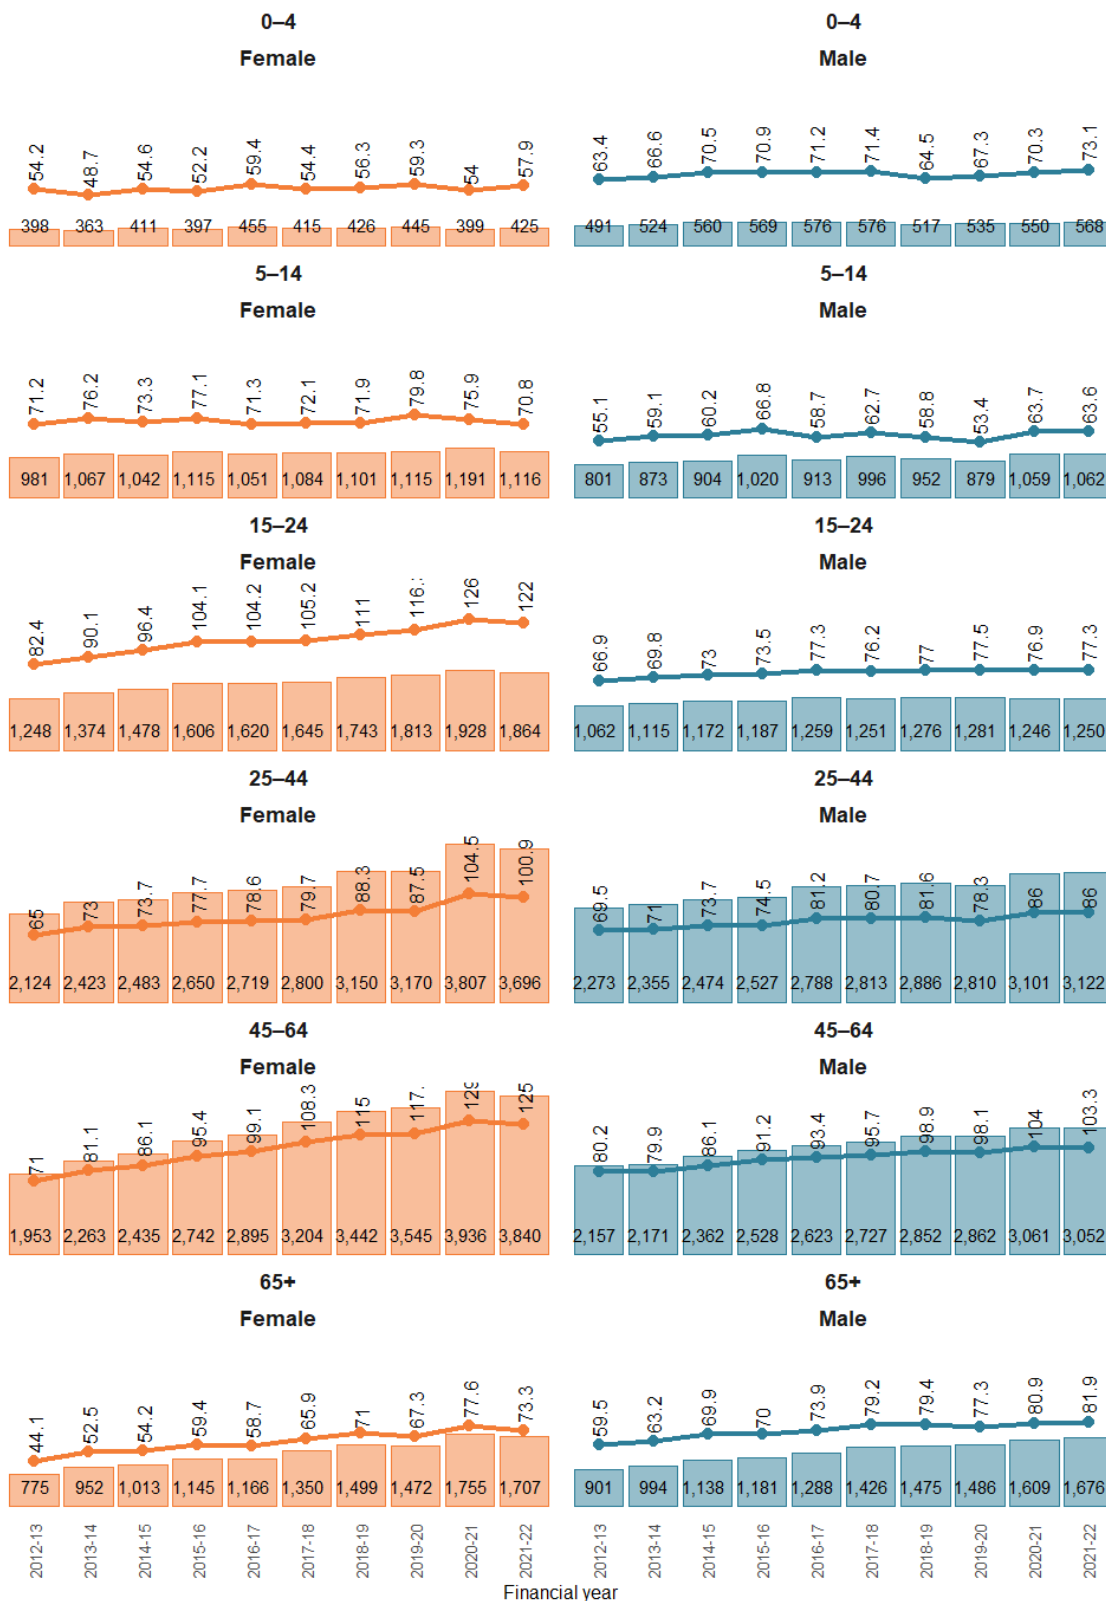 0–4
Female
54.2 48.7 54.6 52.2 59.4 54.4 56.3 59.3 54 57.9
398 363 411 397 455 415 426 445 399 425
0–4
Male
63.4 66.6 70.5 70.9 71.2 71.4 64.5 67.3 70.3 73.1
491 524 560 569 576 576 517 535 550 568
5–14
Female
71.2 76.2 73.3 77.1 71.3 72.1 71.9 79.8 75.9 70.8
981 1,067 1,042 1,115 1,051 1,084 1,101 1,115 1,191 1,116
5–14
Male
55.1 59.1 60.2 66.8 58.7 62.7 58.8 53.4 63.7 63.6
801 873 904 1,020 913 996 952 879 1,059 1,062
15–24
Female
82.4 90.1 96.4 104.1 104.2 105.2 111 126 122
1,248 1,374 1,478 1,606 1,620 1,645 1,743 1,813 1,928 1,864
15–24
Male
66.9 69.8 73 73.5 77.3 76.2 77 77.5 76.9 77.3
1,062 1,115 1,172 1,187 1,259 1,251 1,276 1,281 1,246 1,250
25–44
Female
65 73 73.7 77.7 78.6 79.7 88.3 87.5 104.5 100.9
2,124 2,423 2,483 2,650 2,719 2,800 3,150 3,170 3,807 3,696
25–44
Male
69.5 71 73.7 74.5 81.2 80.7 81.6 78.3 86 86
2,273 2,355 2,474 2,527 2,788 2,813 2,886 2,810 3,101 3,122
45–64
Female
71 81.1 86.1 95.4 99.1 108.3 115 125
1,953 2,263 2,435 2,742 2,895 3,204 3,442 3,545 3,936 3,840
45–64
Male
80.2 79.9 86.1 91.2 93.4 95.7 98.9 98.1 104 103.3
2,157 2,171 2,362 2,528 2,623 2,727 2,852 2,862 3,061 3,052
65+
Female
44.1 52.5 54.2 59.4 58.7 65.9 71 67.3 77.6 73.3
775 952 1,013 1,145 1,166 1,350 1,499 1,472 1,755 1,707
65+
Male
59.5 63.2 69.9 70 73.9 79.2 79.4 77.3 80.9 81.9
901 994 1,138 1,181 1,288 1,426 1,475 1,486 1,609 1,676
2012-13 2013-14 2014-15 2015-16 2016-17 2017-18 2018-19 2019-20 2020-21 2021-22
2012-13 2013-14 2014-15 2015-16 2016-17 2017-18 2018-19 2019-20 2020-21 2021-22
Financial year